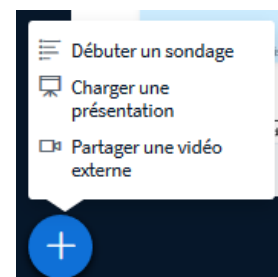 Débuter un sondage
Charger une
présentation
Partager une vidéo
externe